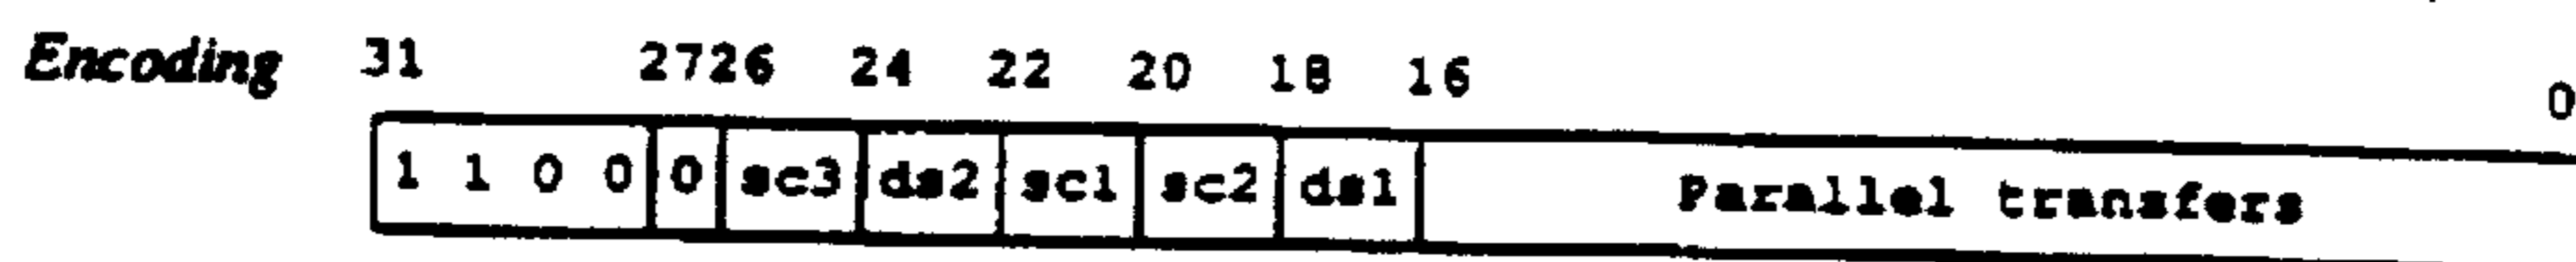 Encoding 31 2726 24 22 20 18 16 0
1 1 0 0 0 sc3 ds2 sc1 sc2 ds1 Parallel transfers